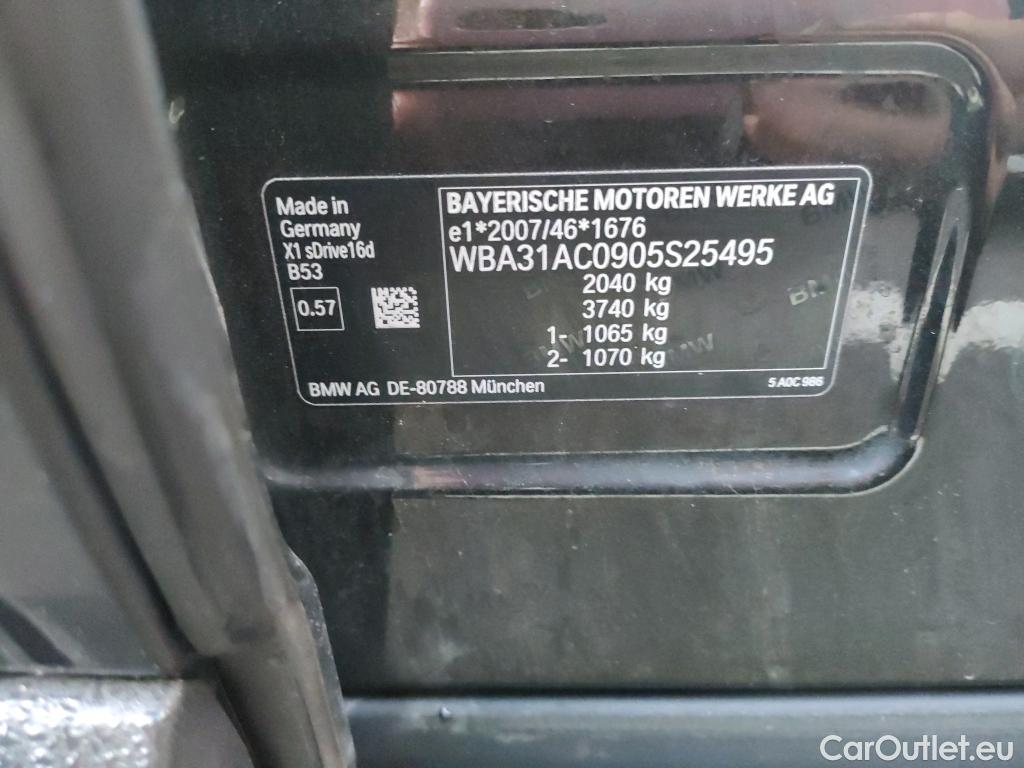 Made in
Germany
X1 sDrive16d
B53
0.57
BAYERISCHE MOTOREN WERKE AG
e1*2007/46*1676
WBA31AC0905S25495
2040 kg
3740 kg
1- 1065 kg
2- 1070 kg
BMW AG DE-80788 München
5 A0C 986
CarOutlet.eu